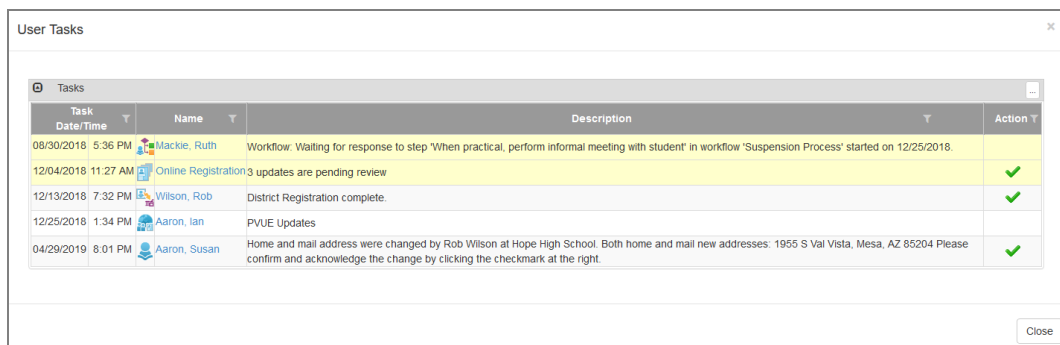 User Tasks
×
Tasks
...
Task Date/Time Name Description Action
08/30/2018 5:36 PM Mackie, Ruth Workflow: Waiting for response to step 'When practical, perform informal meeting with student' in workflow 'Suspension Process' started on 12/25/2018.
12/04/2018 11:27 AM Online Registration 3 updates are pending review
12/13/2018 7:32 PM Wilson, Rob District Registration complete.
12/25/2018 1:34 PM Aaron, Ian PVUE Updates
04/29/2019 8:01 PM Aaron, Susan Home and mail address were changed by Rob Wilson at Hope High School. Both home and mail new addresses: 1955 S Val Vista, Mesa, AZ 85204 Please
confirm and acknowledge the change by clicking the checkmark at the right.
Close